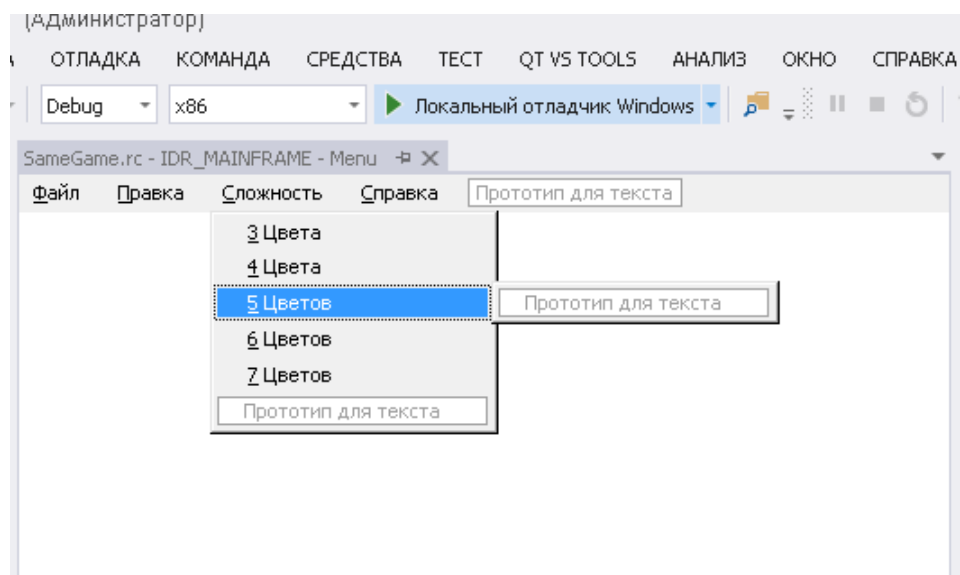 (Администратор)
ОТЛАДКА КОМАНДА СРЕДСТВА ТЕСТ QT VS TOOLS АНАЛИЗ ОКНО СПРАВКА
Debug x86 Локальный отладчик Windows
SameGame.rc - IDR_MAINFRAME - Menu
Файл Правка Сложность Справка Прототип для текста
3 Цвета
4 Цвета
5 Цветов Прототип для текста
6 Цветов
7 Цветов
Прототип для текста